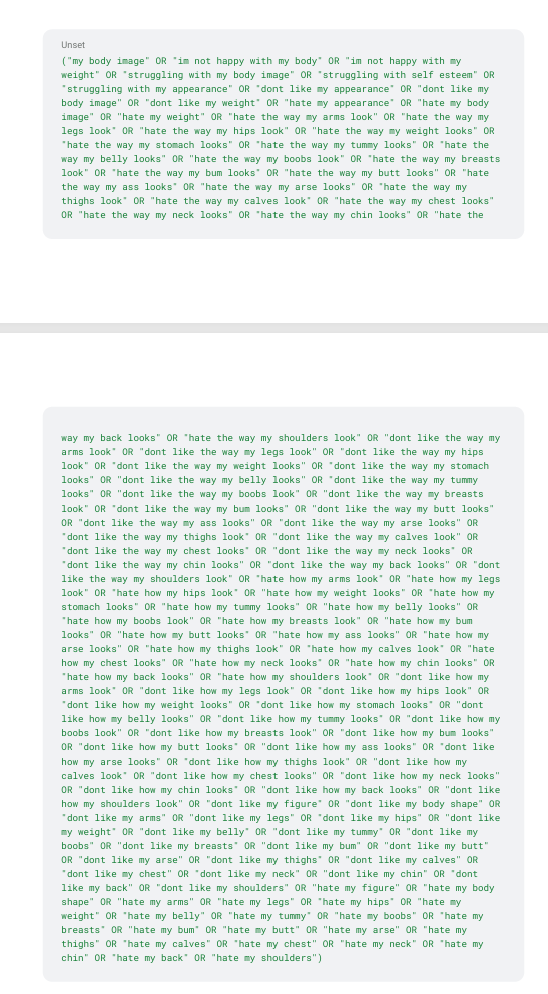 Unset
("my body image" OR "im not happy with my body" OR "im not happy with my
weight" OR "struggling with my body image" OR "struggling with self esteem" OR
"struggling with my appearance" OR "dont like my appearance" OR "dont like my
body image" OR "dont like my weight" OR "hate my appearance" OR "hate my body
image" OR "hate my weight" OR "hate the way my arms look" OR "hate the way my
legs look" OR "hate the way my hips look" OR "hate the way my weight looks" OR
"hate the way my stomach looks" OR "hate the way my tummy looks" OR "hate the
way my belly looks" OR "hate the way my boobs look" OR "hate the way my breasts
look" OR "hate the way my bum looks" OR "hate the way my butt looks" OR "hate
the way my ass looks" OR "hate the way my arse looks" OR "hate the way my
thighs look" OR "hate the way my calves look" OR "hate the way my chest looks"
OR "hate the way my neck looks" OR "hate the way my chin looks" OR "hate the
way my back looks" OR "hate the way my shoulders look" OR "dont like the way my
arms look" OR "dont like the way my legs look" OR "dont like the way my hips
look" OR "dont like the way my weight looks" OR "dont like the way my stomach
looks" OR "dont like the way my belly looks" OR "dont like the way my tummy
looks" OR "dont like the way my boobs look" OR "dont like the way my breasts
look" OR "dont like the way my bum looks" OR "dont like the way my butt looks"
OR "dont like the way my ass looks" OR "dont like the way my arse looks" OR
"dont like the way my thighs look" OR "dont like the way my calves look" OR
"dont like the way my chest looks" OR "dont like the way my neck looks" OR
"dont like the way my chin looks" OR "dont like the way my back looks" OR "dont
like the way my shoulders look" OR "hate how my arms look" OR "hate how my legs
look" OR "hate how my hips look" OR "hate how my weight looks" OR "hate how my
stomach looks" OR "hate how my tummy looks" OR "hate how my belly looks" OR
"hate how my boobs look" OR "hate how my breasts look" OR "hate how my bum
looks" OR "hate how my butt looks" OR "hate how my ass looks" OR "hate how my
arse looks" OR "hate how my thighs look" OR "hate how my calves look" OR "hate
how my chest looks" OR "hate how my neck looks" OR "hate how my chin looks" OR
"hate how my back looks" OR "hate how my shoulders look" OR "dont like how my
arms look" OR "dont like how my legs look" OR "dont like how my hips look" OR
"dont like how my weight looks" OR "dont like how my stomach looks" OR "dont
like how my belly looks" OR "dont like how my tummy looks" OR "dont like how my
boobs look" OR "dont like how my breasts look" OR "dont like how my bum looks"
OR "dont like how my butt looks" OR "dont like how my ass looks" OR "dont like
how my arse looks" OR "dont like how my thighs look" OR "dont like how my
calves look" OR "dont like how my chest looks" OR "dont like how my neck looks"
OR "dont like how my chin looks" OR "dont like how my back looks" OR "dont like
how my shoulders look" OR "dont like my figure" OR "dont like my body shape" OR
"dont like my arms" OR "dont like my legs" OR "dont like my hips" OR "dont like
my weight" OR "dont like my belly" OR "dont like my tummy" OR "dont like my
boobs" OR "dont like my breasts" OR "dont like my bum" OR "dont like my butt"
OR "dont like my arse" OR "dont like my thighs" OR "dont like my calves" OR
"dont like my chest" OR "dont like my neck" OR "dont like my chin" OR "dont
like my back" OR "dont like my shoulders" OR "hate my figure" OR "hate my body
shape" OR "hate my arms" OR "hate my legs" OR "hate my hips" OR "hate my
weight" OR "hate my belly" OR "hate my tummy" OR "hate my boobs" OR "hate my
breasts" OR "hate my bum" OR "hate my butt" OR "hate my arse" OR "hate my
thighs" OR "hate my calves" OR "hate my chest" OR "hate my neck" OR "hate my
chin" OR "hate my back" OR "hate my shoulders")